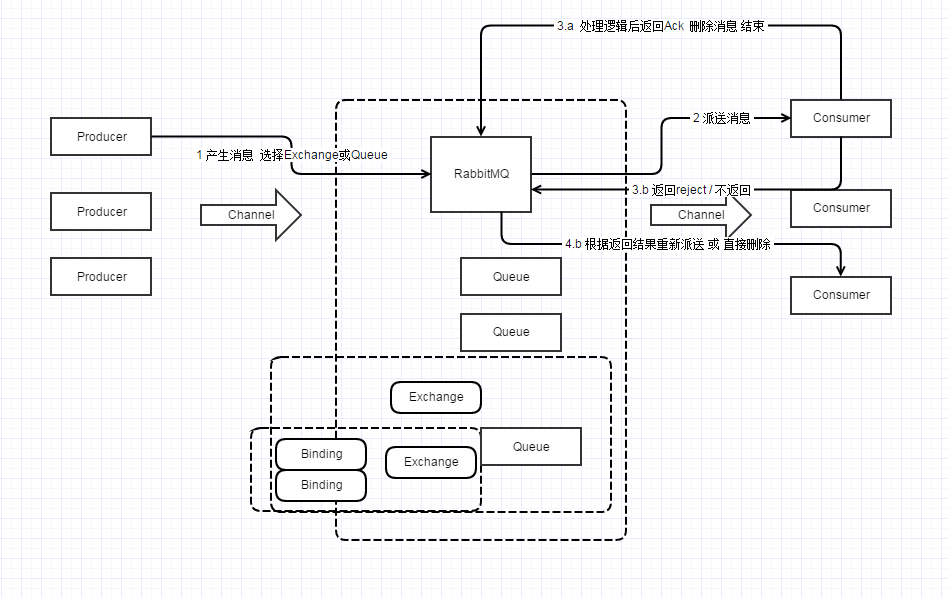 3.a 处理逻辑后返回Ack 删除消息 结束
Producer
Consumer
2 派送消息
1 产生消息 选择Exchange或Queue
RabbitMQ
3.b 返回reject / 不返回
Producer
Channel
Channel
Consumer
4.b 根据返回结果重新派送 或 直接删除
Producer
Queue
Consumer
Queue
Exchange
Binding
Exchange
Queue
Binding